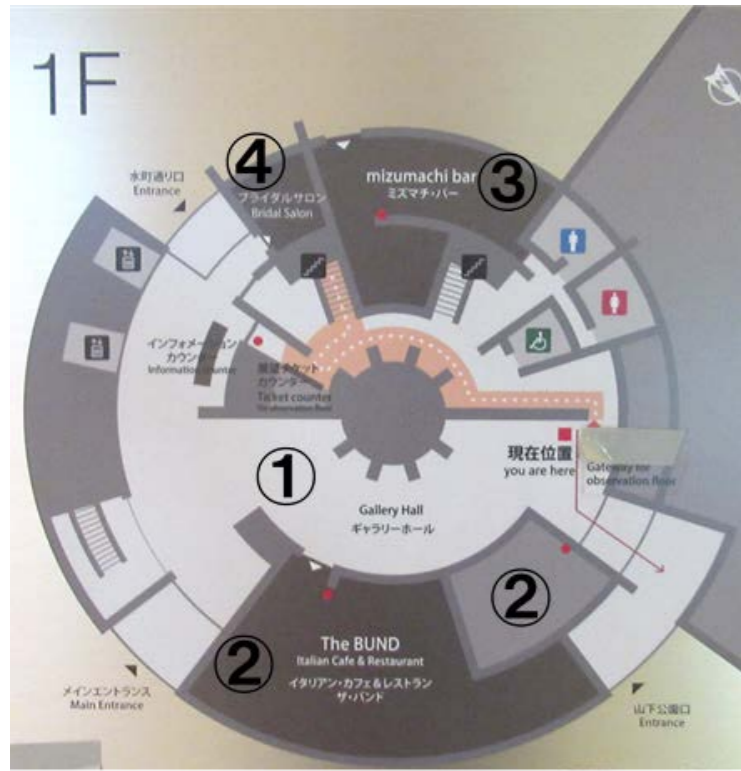 1F
④
水町通り口
Entrance
ブライダルサロン
Bridal Salon
mizumachi bar
ミズマチ・バー
③
インフォメーション
カウンター
Information counter
展望チケット
カウンター
Ticket counter
for observation floor
①
現在位置
you are here
Gateway for
observation floor
Gallery Hall
ギャラリーホール
②
②
The BUND
Italian Cafe & Restaurant
イタリアン・カフェ&レストラン
ザ・バンド
メインエントランス
Main Entrance
山下公園口
Entrance